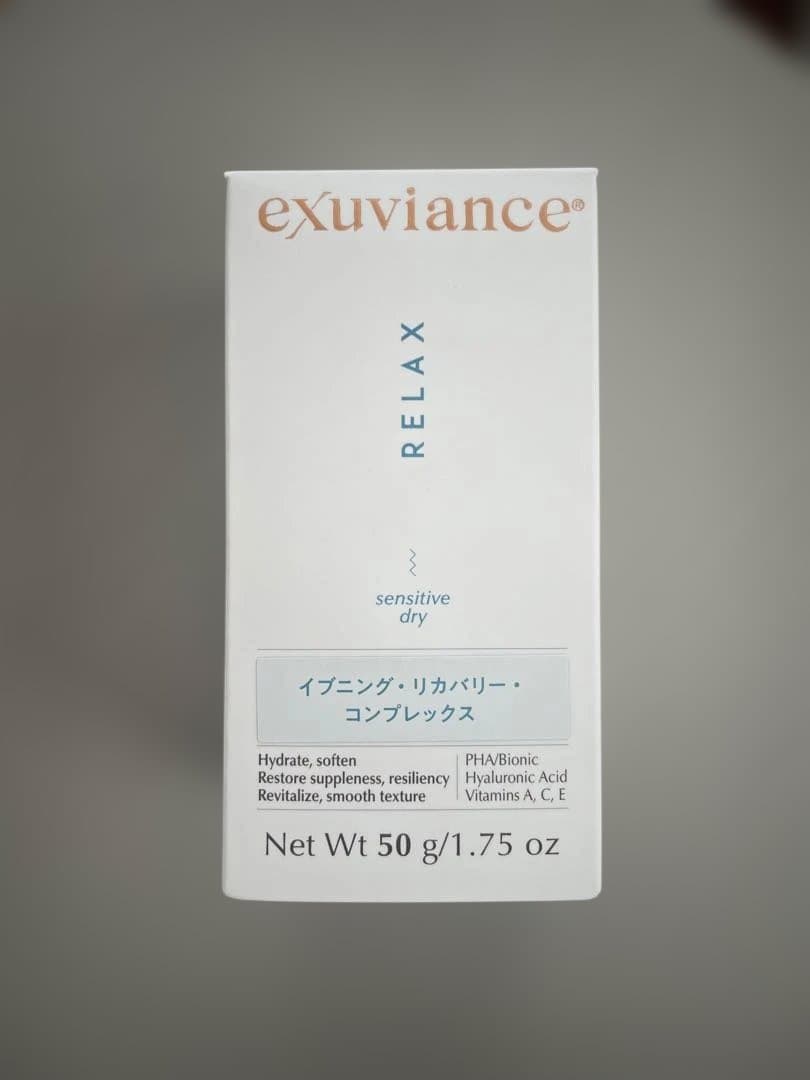 exuviance®
RELAX
sensitive
dry
イブニング・リカバリー・
コンプレックス
Hydrate, soften
Restore suppleness, resiliency
Revitalize, smooth texture
PHA/Bionic
Hyaluronic Acid
Vitamins A, C, E
Net Wt 50 g/1.75 oz